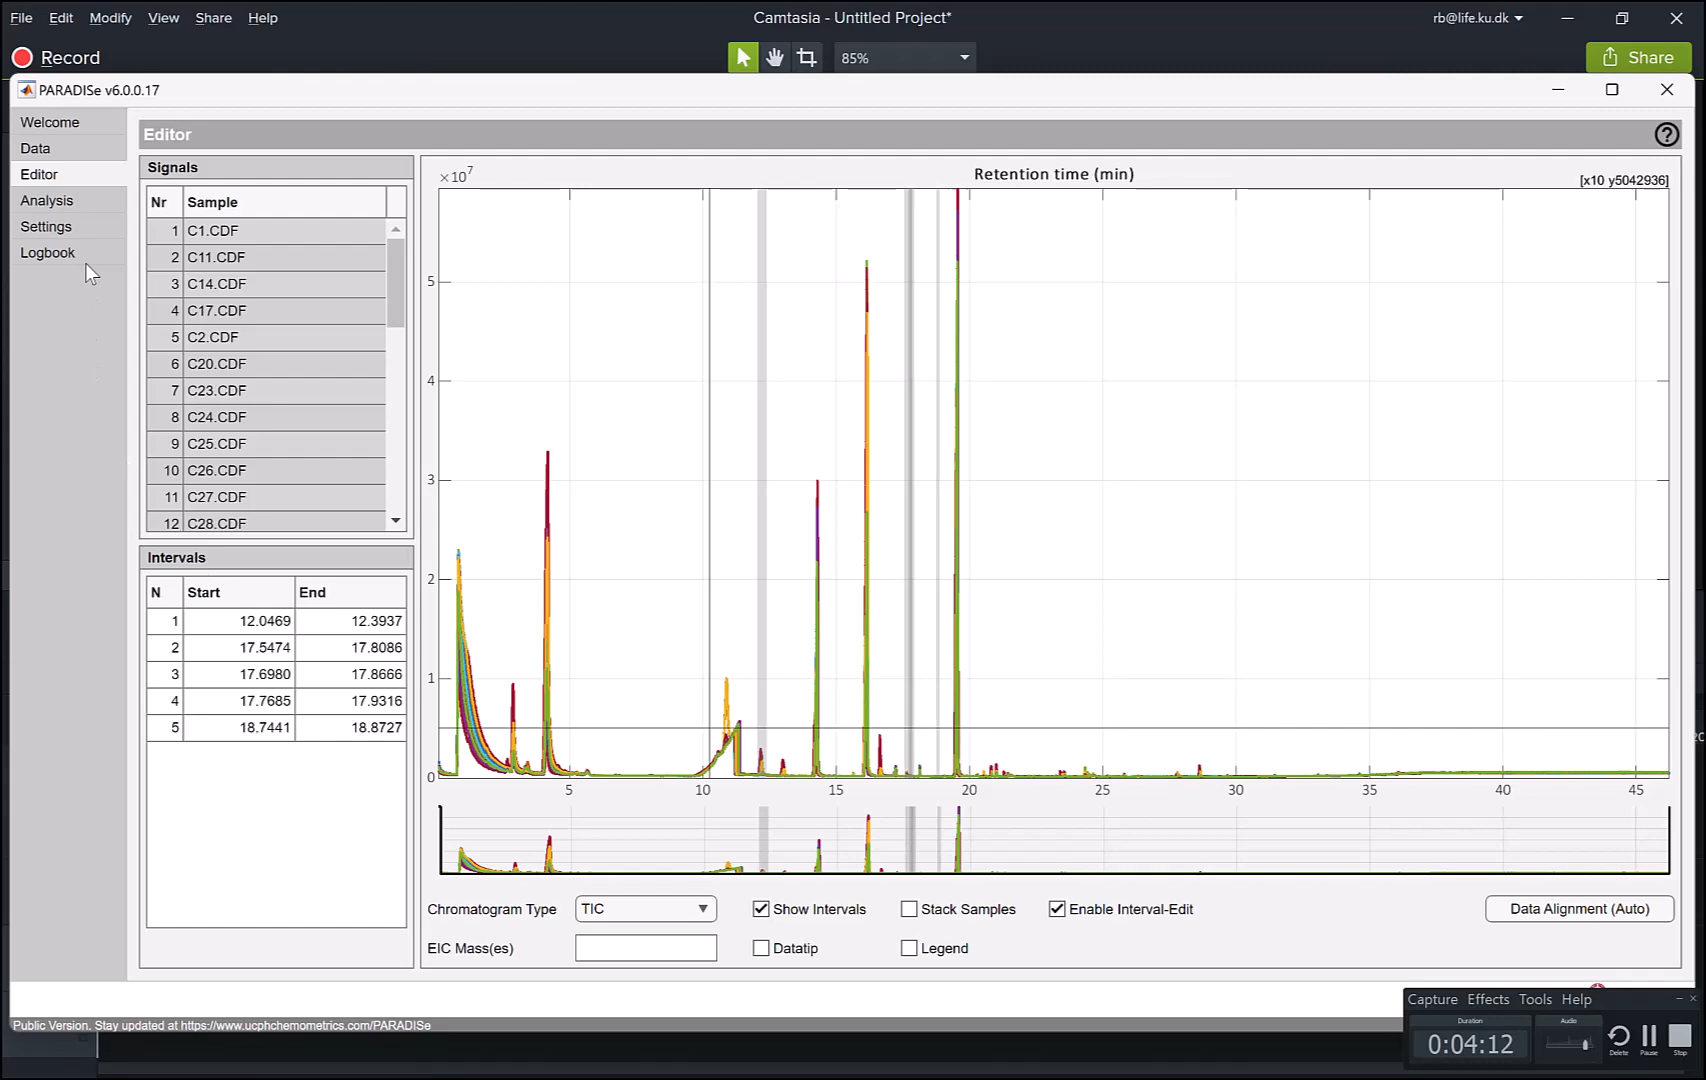 File Edit Modify View Share Help
Camtasia - Untitled Project*
rb@life.ku.dk
Record
85%
Share
PARADISe v6.0.0.17
Welcome
Data
Editor
Analysis
Settings
Logbook
Editor
Signals
Nr Sample
1 C1.CDF
2 C11.CDF
3 C14.CDF
4 C17.CDF
5 C2.CDF
6 C20.CDF
7 C23.CDF
8 C24.CDF
9 C25.CDF
10 C26.CDF
11 C27.CDF
12 C28.CDF
Intervals
N Start End
1 12.0469 12.3937
2 17.5474 17.8086
3 17.6980 17.8666
4 17.7685 17.9316
5 18.7441 18.8727
×10⁷
Retention time (min)
[x10 y5042936]
5
4
3
2
1
0
5 10 15 20 25 30 35 40 45
Chromatogram Type TIC Show Intervals Stack Samples Enable Interval-Edit Data Alignment (Auto)
EIC Mass(es) Datatip Legend
Public Version. Stay updated at https://www.ucphchemometrics.com/PARADISe
Capture Effects Tools Help
Duration
Audio
0:04:12
Delete Pause Stop